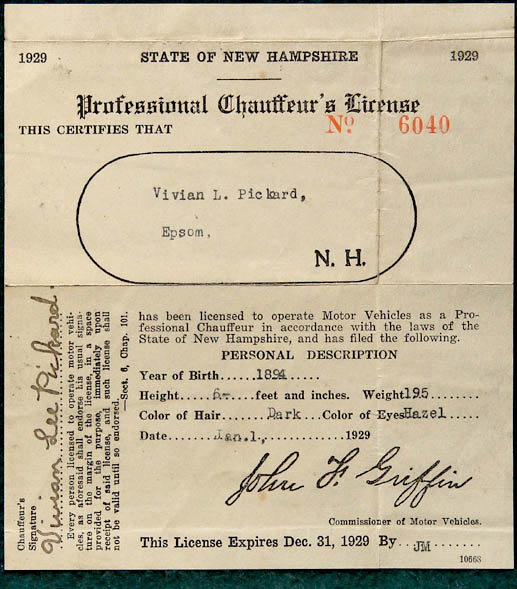 1929 STATE OF NEW HAMPSHIRE 1929
Professional Chauffeur's License
THIS CERTIFIES THAT No. 6040
Vivian L. Pickard,
Epsom,
N. H.
has been licensed to operate Motor Vehicles as a Pro-
fessional Chauffeur in accordance with the laws of the
State of New Hampshire, and has filed the following.
PERSONAL DESCRIPTION
Year of Birth.....1894.....
Height.....6-....feet and inches. Weight195........
Color of Hair.......Dark...Color of EyesHazel.......
Date........Jan.1,............1929
John F. Griffin
Commissioner of Motor Vehicles.
This License Expires Dec. 31, 1929 By...JM........
10668
Chauffeur's
Signature
Vivian Lee Pickard.
Every person licensed to operate motor vehi-
cles, as aforesaid shall endorse his usual signa-
ture on the margin of the license, in a space
provided for the purpose, immediately upon
receipt of said license, and such license shall
not be valid until so endorsed.
—Sect. 6, Chap. 101.